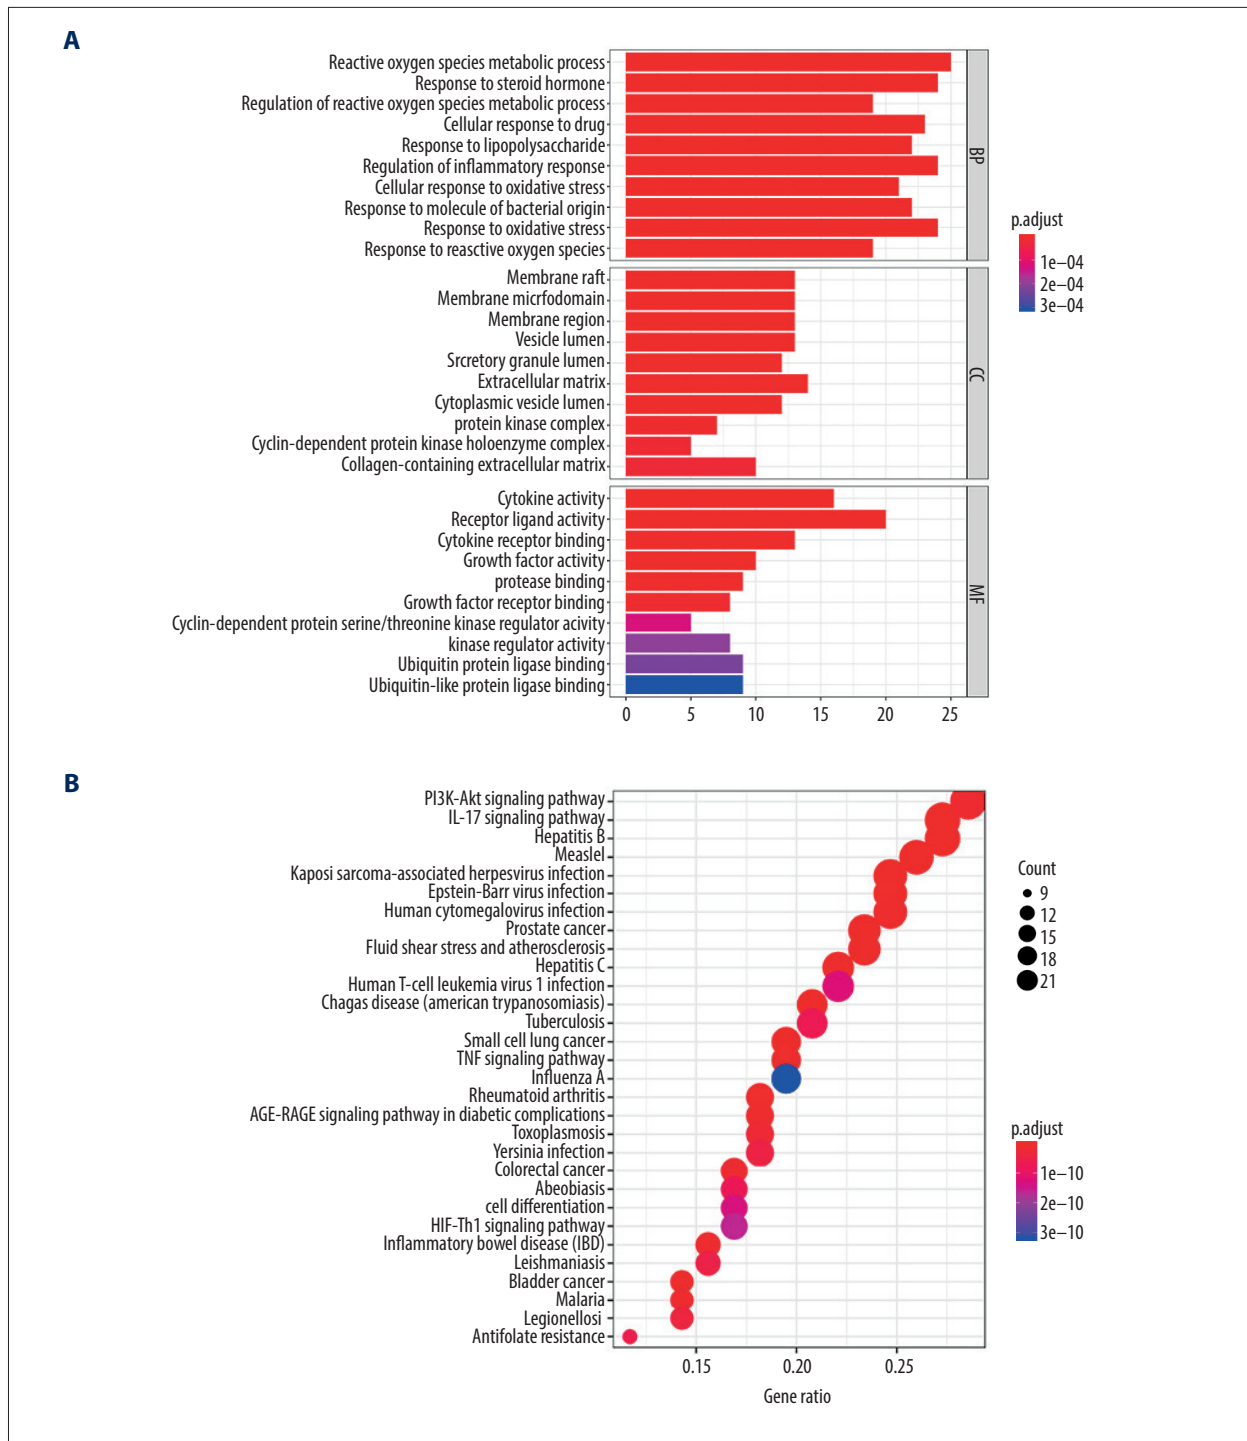 A
Reactive oxygen species metabolic process
Response to steroid hormone
Regulation of reactive oxygen species metabolic process
Cellular response to drug
Response to lipopolysaccharide
Regulation of inflammatory response
Cellular response to oxidative stress
Response to molecule of bacterial origin
Response to oxidative stress
Response to reasctive oxygen species
BP
Membrane raft
Membrane micrfodomain
Membrane region
Vesicle lumen
Srcretory granule lumen
Extracellular matrix
Cytoplasmic vesicle lumen
protein kinase complex
Cyclin-dependent protein kinase holoenzyme complex
Collagen-containing extracellular matrix
CC
Cytokine activity
Receptor ligand activity
Cytokine receptor binding
Growth factor activity
protease binding
Growth factor receptor binding
Cyclin-dependent protein serine/threonine kinase regulator acivity
kinase regulator activity
Ubiquitin protein ligase binding
Ubiquitin-like protein ligase binding
MF
0 5 10 15 20 25
p.adjust
1e−04
2e−04
3e−04
B
PI3K-Akt signaling pathway
IL-17 signaling pathway
Hepatitis B
Measlel
Kaposi sarcoma-associated herpesvirus infection
Epstein-Barr virus infection
Human cytomegalovirus infection
Prostate cancer
Fluid shear stress and atherosclerosis
Hepatitis C
Human T-cell leukemia virus 1 infection
Chagas disease (american trypanosomiasis)
Tuberculosis
Small cell lung cancer
TNF signaling pathway
Influenza A
Rheumatoid arthritis
AGE-RAGE signaling pathway in diabetic complications
Toxoplasmosis
Yersinia infection
Colorectal cancer
Abeobiasis
cell differentiation
HIF-Th1 signaling pathway
Inflammatory bowel disease (IBD)
Leishmaniasis
Bladder cancer
Malaria
Legionellosi
Antifolate resistance
0.15 0.20 0.25
Gene ratio
Count
9
12
15
18
21
p.adjust
1e−10
2e−10
3e−10